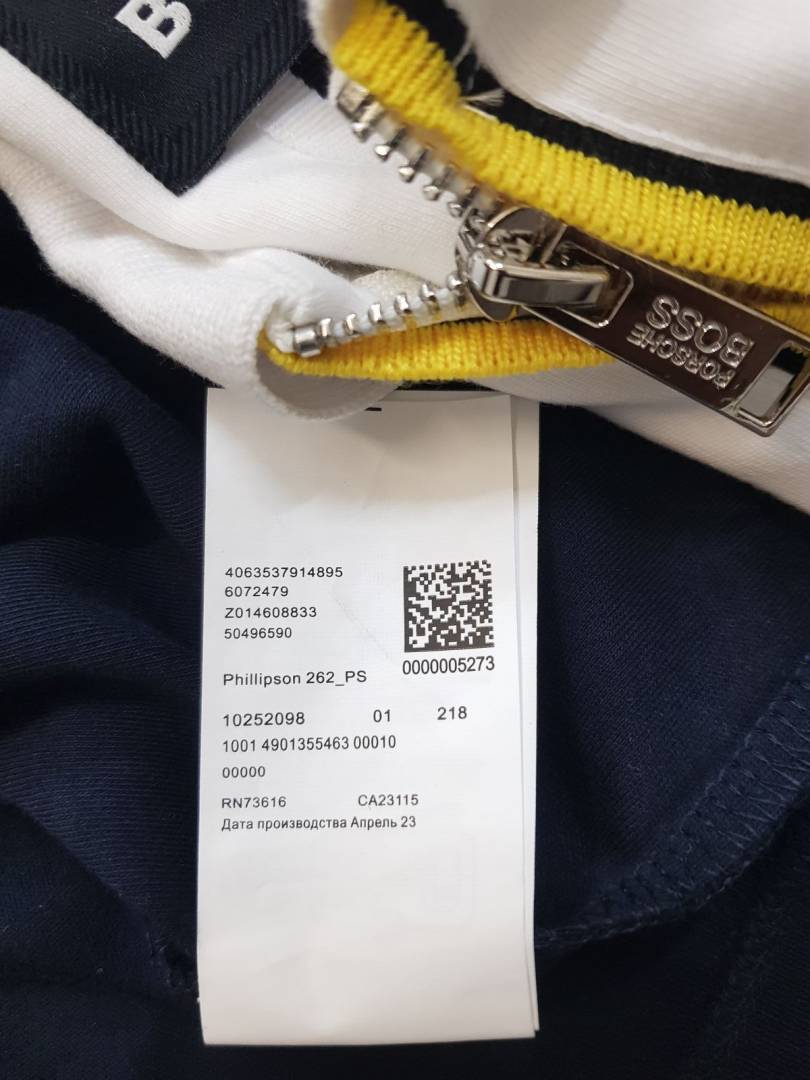 B
PORSCHE
BOSS
4063537914895
6072479
Z014608833
50496590
0000005273
Phillipson 262_PS
10252098 01 218
1001 4901355463 00010
00000
RN73616 CA23115
Дата производства Апрель 23